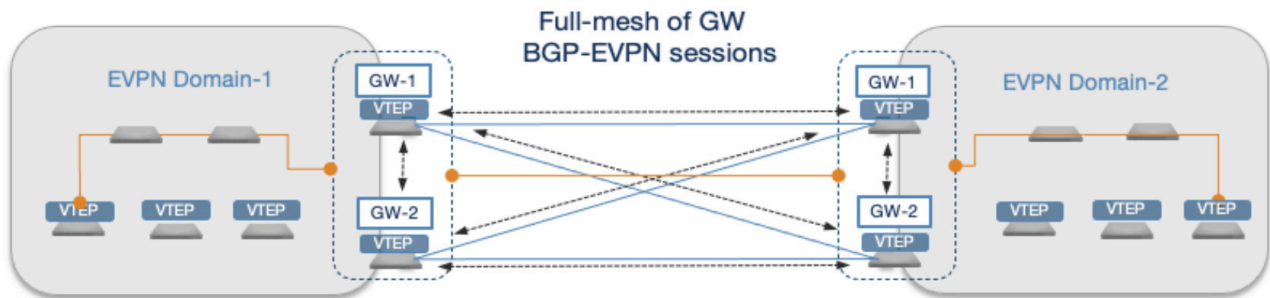 Full-mesh of GW
BGP-EVPN sessions
EVPN Domain-1
GW-1
VTEP
GW-2
VTEP
VTEP
VTEP
VTEP
GW-1
VTEP
GW-2
VTEP
EVPN Domain-2
VTEP
VTEP
VTEP